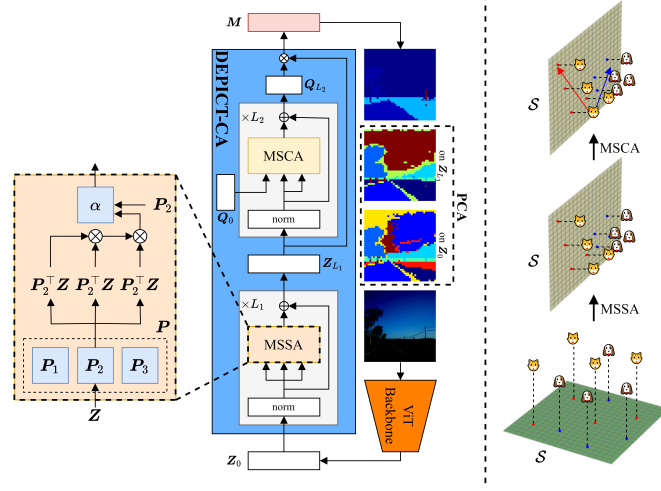 M
DEPICT-CA
Q_{L_2}
×L_2
MSCA
Q_0
norm
Z_{L_1}
×L_1
MSSA
norm
Z_0
α
P_2
P_2^⊤Z P_2^⊤Z P_2^⊤Z
P
P_1 P_2 P_3
Z
on Z_{L_1}
on Z_0
PCA
ViT
Backbone
S
MSCA
S
MSSA
S